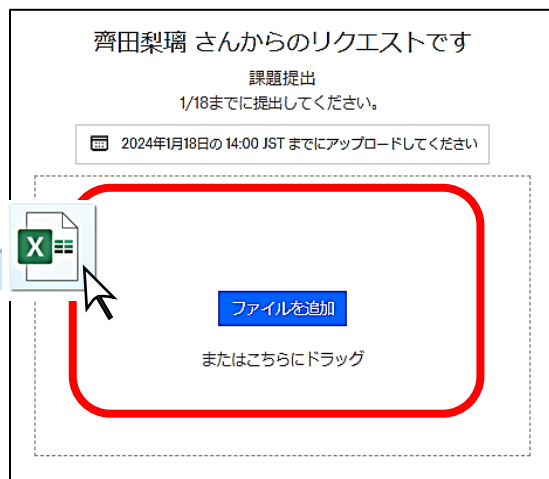 齊田梨璃 さんからのリクエストです
課題提出
1/18までに提出してください。
2024年1月18日の 14:00 JST までにアップロードしてください
X
ファイルを追加
またはこちらにドラッグ